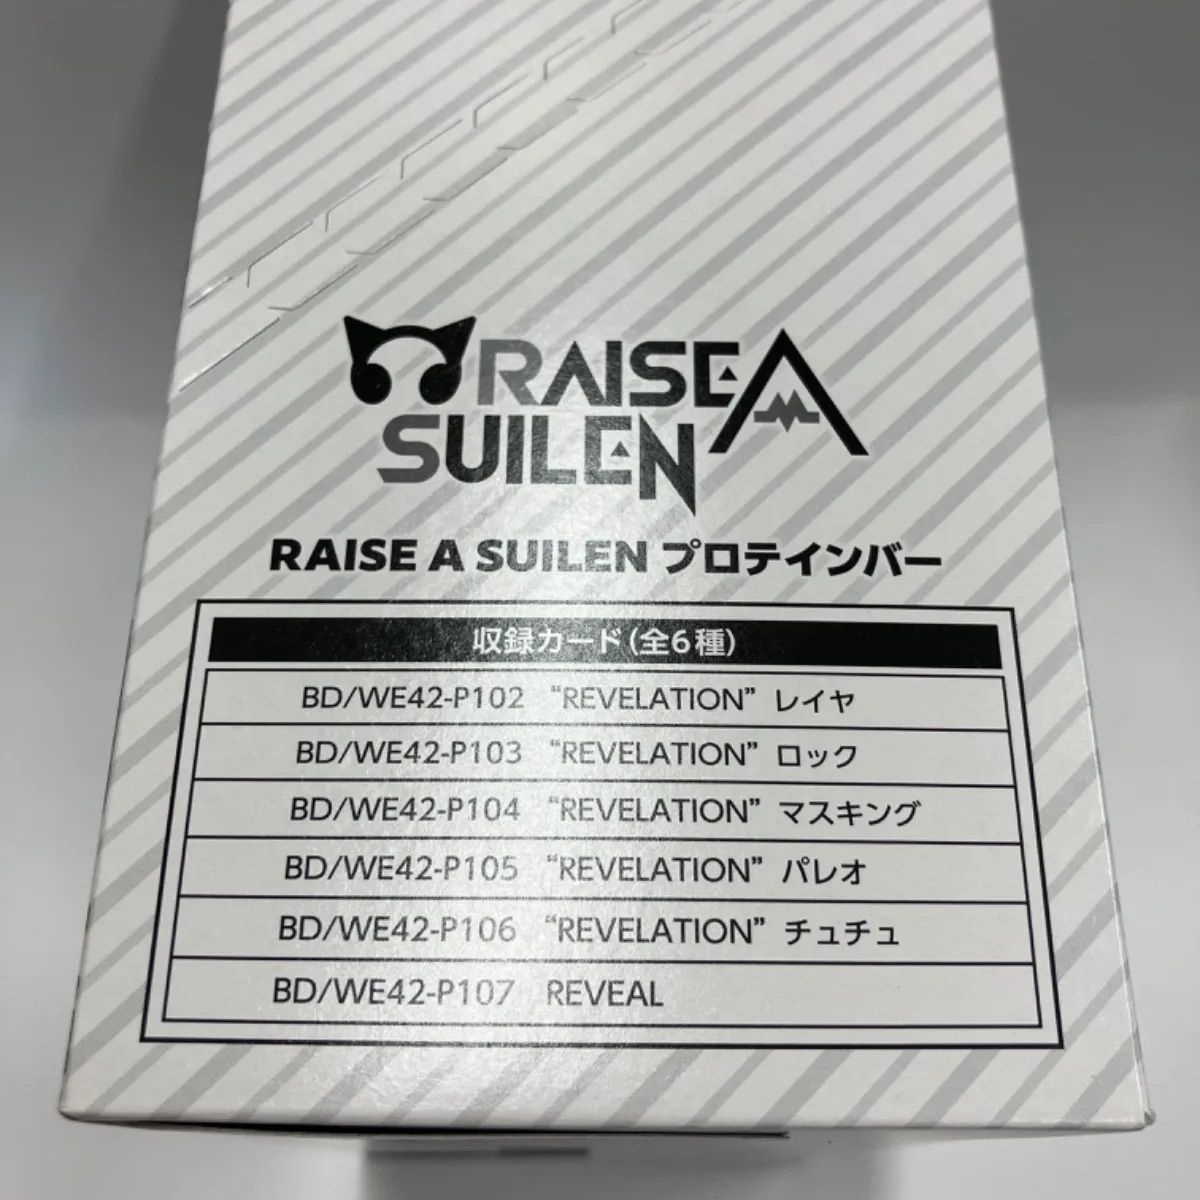 RAISE A
SUILEN
RAISE A SUILEN プロテインバー
収録カード(全6種)
BD/WE42-P102 “REVELATION” レイヤ
BD/WE42-P103 “REVELATION” ロック
BD/WE42-P104 “REVELATION” マスキング
BD/WE42-P105 “REVELATION” パレオ
BD/WE42-P106 “REVELATION” チュチュ
BD/WE42-P107 REVEAL